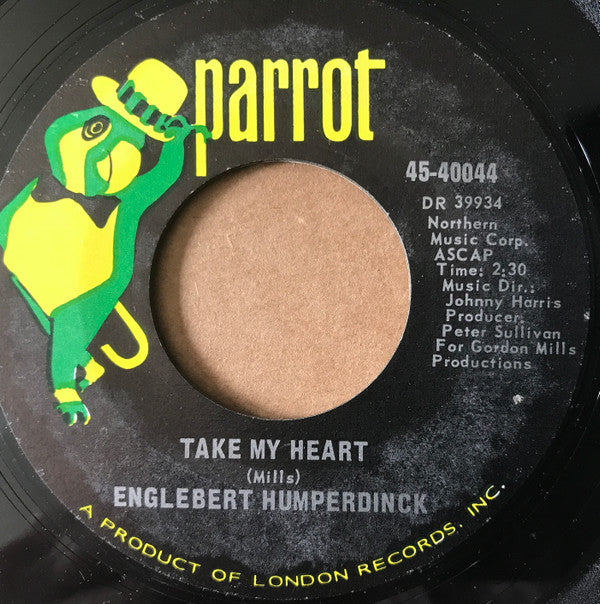 parrot
45-40044
DR 39934
Northern
Music Corp.
ASCAP
Time: 2:30
Music Dir.:
Johnny Harris
Producer:
Peter Sullivan
For Gordon Mills
Productions
TAKE MY HEART
(Mills)
ENGLEBERT HUMPERDINCK
A PRODUCT OF LONDON RECORDS, INC.